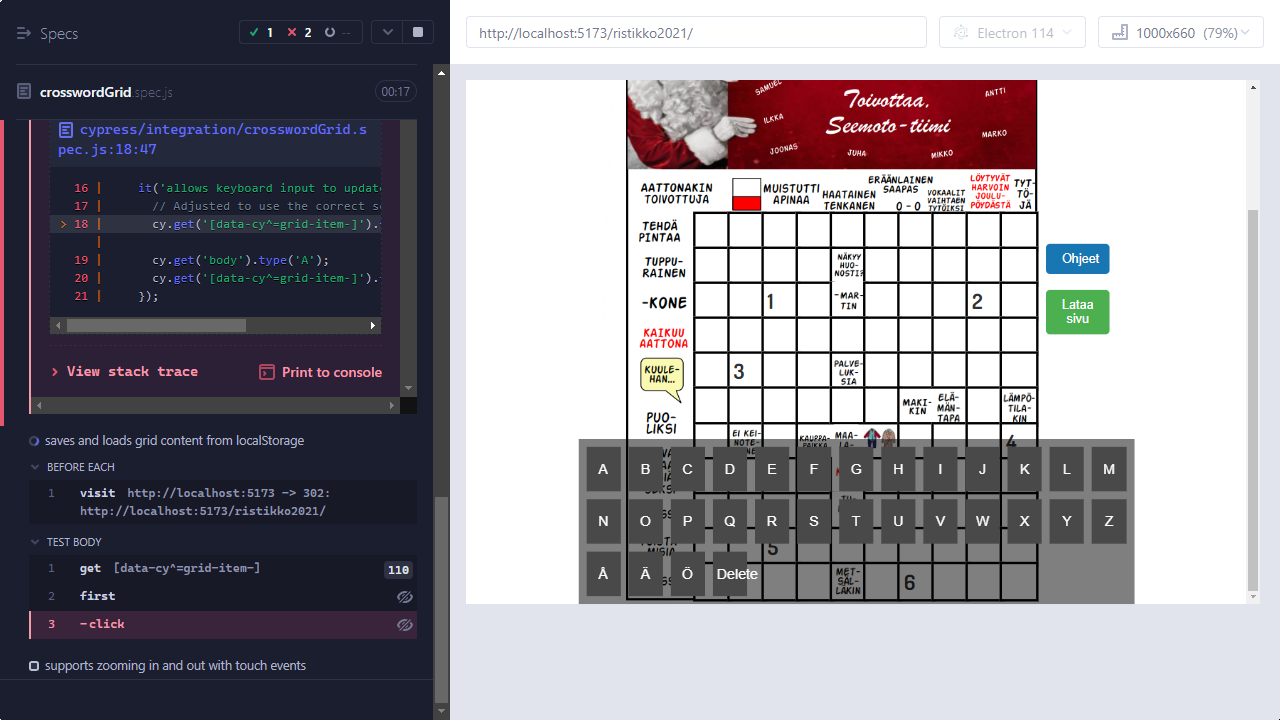 Specs
1
2
--
http://localhost:5173/ristikko2021/
Electron 114
1000x660 (79%)
crosswordGrid.spec.js
00:17
cypress/integration/crosswordGrid.s
pec.js:18:47
16 | it('allows keyboard input to update
17 | // Adjusted to use the correct se
> 18 | cy.get('[data-cy^=grid-item-]').
|
19 | cy.get('body').type('A');
20 | cy.get('[data-cy^=grid-item-]').
21 | });
View stack trace
Print to console
saves and loads grid content from localStorage
BEFORE EACH
1 visit http://localhost:5173 -> 302:
http://localhost:5173/ristikko2021/
TEST BODY
1 get [data-cy^=grid-item-] 110
2 first
3 -click
supports zooming in and out with touch events
SAMUEL
ILKKA
JOONAS
Toivottaa,
Seemoto-tiimi
JUHA
MIKKO
ANTTI
MARKO
AATTONAKIN
TOIVOTTUJA
MUISTUTTI
APINAA
HAATAINEN
TENKANEN
ERÄÄNLAINEN
SAAPAS
0 - 0
VOKAALIT
VAIHTAEN
TYTÖIKSI
LÖYTYVÄT
HARVOIN
JOULU-
PÖYDÄSTÄ
TYT-
TÖ-
JÄ
TEHDÄ
PINTAA
TUPPU-
RAINEN
NÄKYY
HUO-
NOSTI?
-KONE
1
-MAR-
TIN
2
KAIKUU
AATTONA
KUULE-
HAN...
3
PALVE-
LUK-
SIA
PUO-
LIKSI
MAKI-
KIN
ELÄ-
MÄN-
TAPA
LÄMPÖ-
TILA-
KIN
EI KEI-
NOTE-
KAUPPA-
PAIKKA
MAA-
LA-
4
5
MET-
SÄL-
LÄKIN
6
Ohjeet
Lataa
sivu
A B C D E F G H I J K L M
N O P Q R S T U V W X Y Z
Å Ä Ö Delete